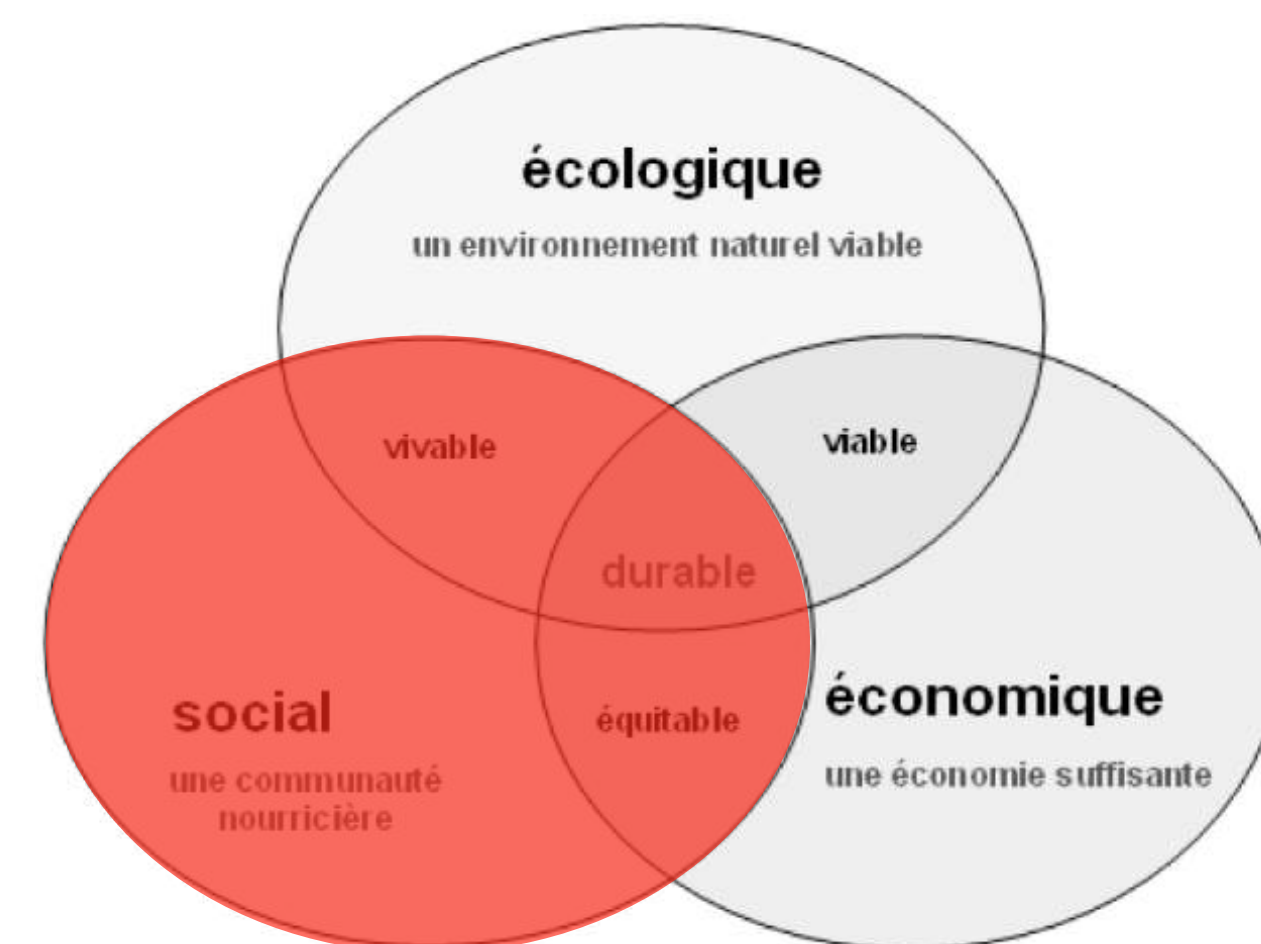 écologique
un environnement naturel viable
vivable
viable
durable
social
équitable
économique
une communauté
nourricière
une économie suffisante